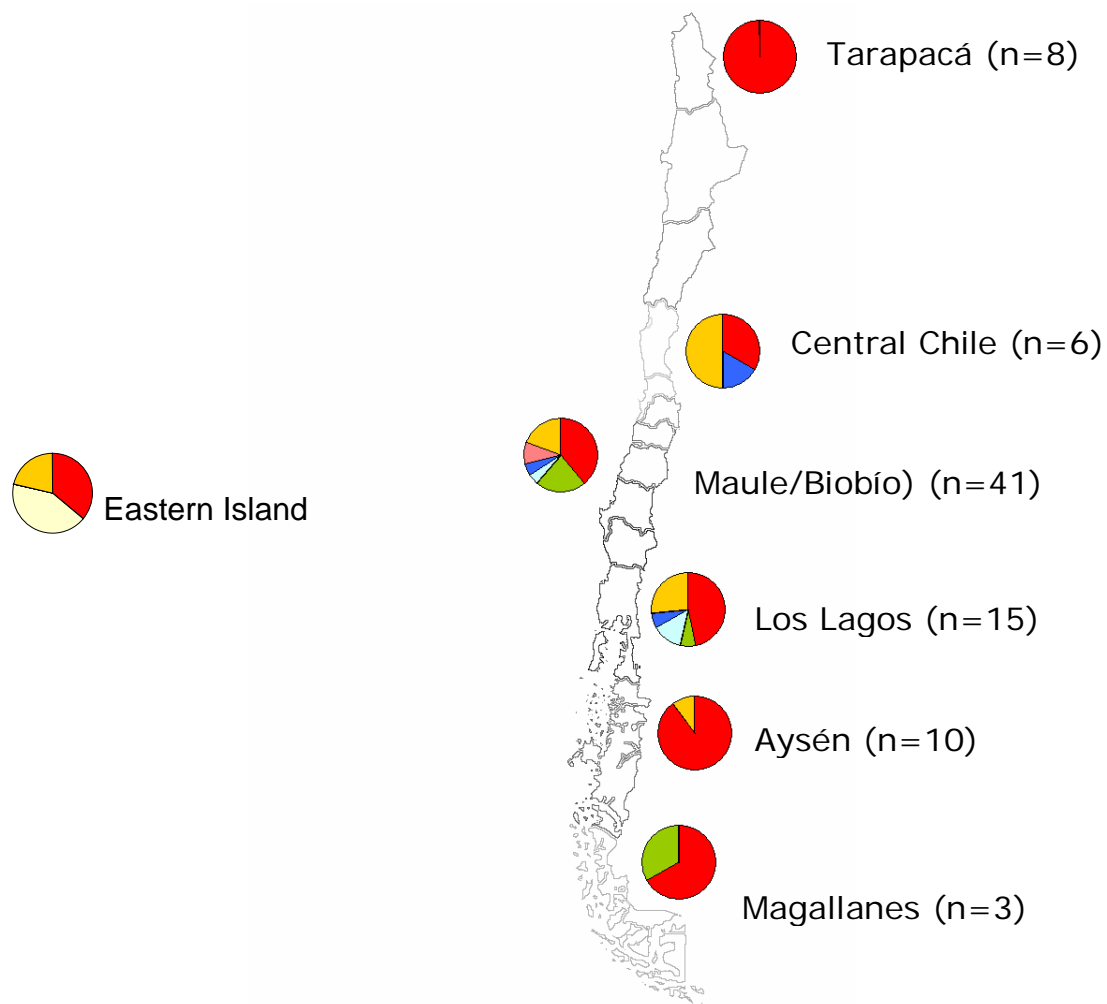 Tarapacá (n=8)
Central Chile (n=6)
Maule/Biobío) (n=41)
Eastern Island
Los Lagos (n=15)
Aysén (n=10)
Magallanes (n=3)